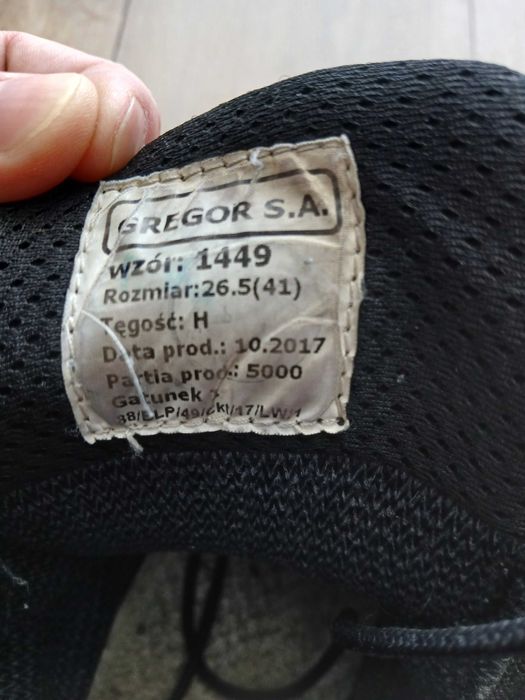 GREGOR S.A.
wzór: 1449
Rozmiar:26.5(41)
Tęgość: H
Data prod.: 10.2017
Partia prod.: 5000
Gatunek